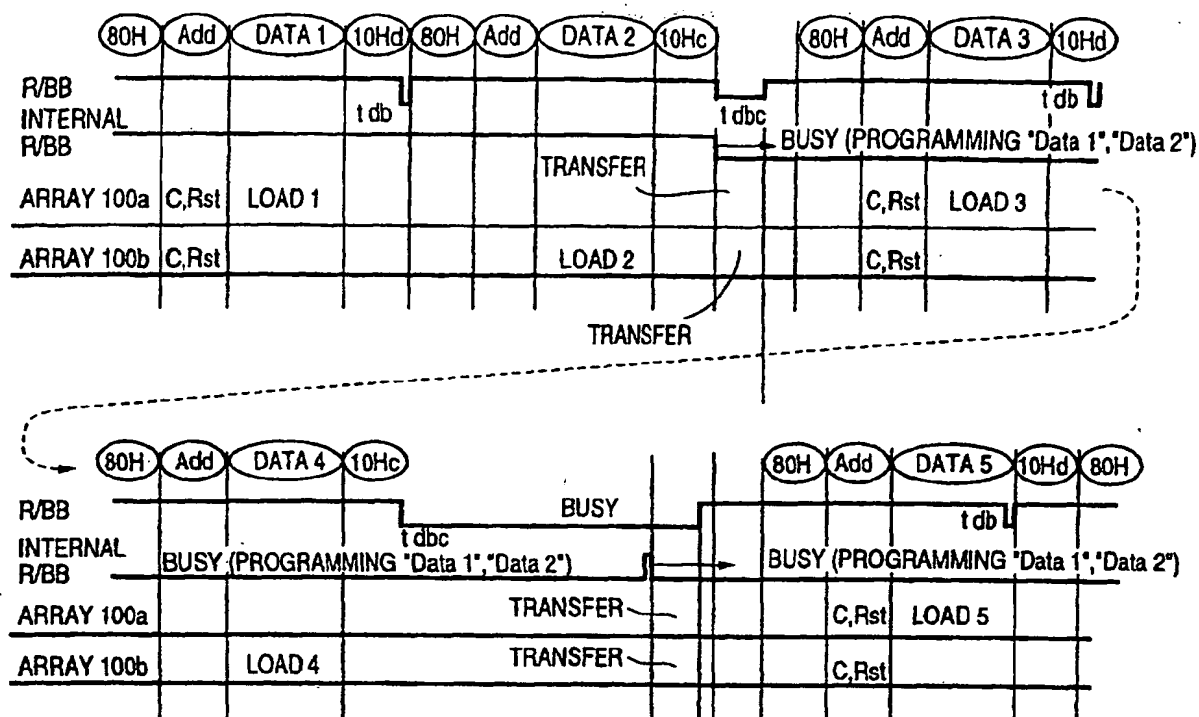 80H Add DATA 1 10Hd 80H Add DATA 2 10Hc 80H Add DATA 3 10Hd
R/BB
t db t dbc t db
INTERNAL
R/BB
BUSY (PROGRAMMING "Data 1","Data 2")
TRANSFER
ARRAY 100a C,Rst LOAD 1 C,Rst LOAD 3
ARRAY 100b C,Rst LOAD 2 C,Rst
TRANSFER
80H Add DATA 4 10Hc 80H Add DATA 5 10Hd 80H
R/BB BUSY
t dbc t db
INTERNAL
R/BB
BUSY (PROGRAMMING "Data 1","Data 2") BUSY (PROGRAMMING "Data 1","Data 2")
ARRAY 100a TRANSFER C,Rst LOAD 5
ARRAY 100b LOAD 4 TRANSFER C,Rst